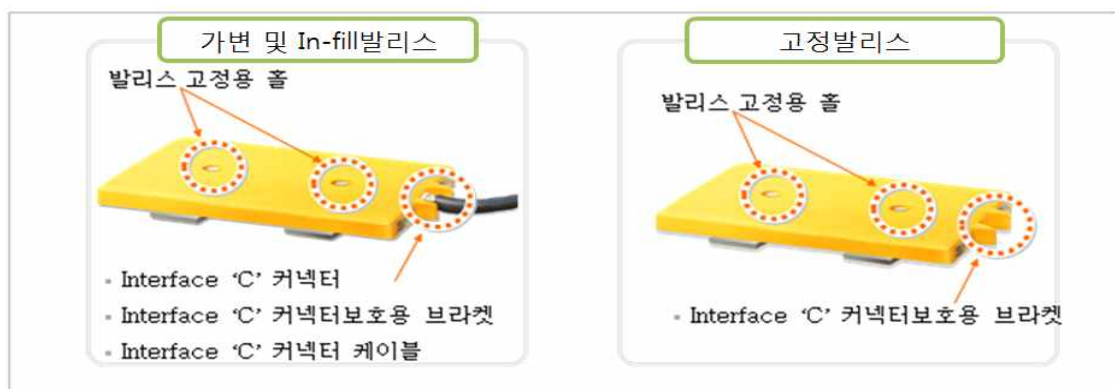 가변 및 In-fill발리스
발리스 고정용 홀
- Interface ‘C’ 커넥터
- Interface ‘C’ 커넥터보호용 브라켓
- Interface ‘C’ 커넥터 케이블
고정발리스
발리스 고정용 홀
- Interface ‘C’ 커넥터보호용 브라켓